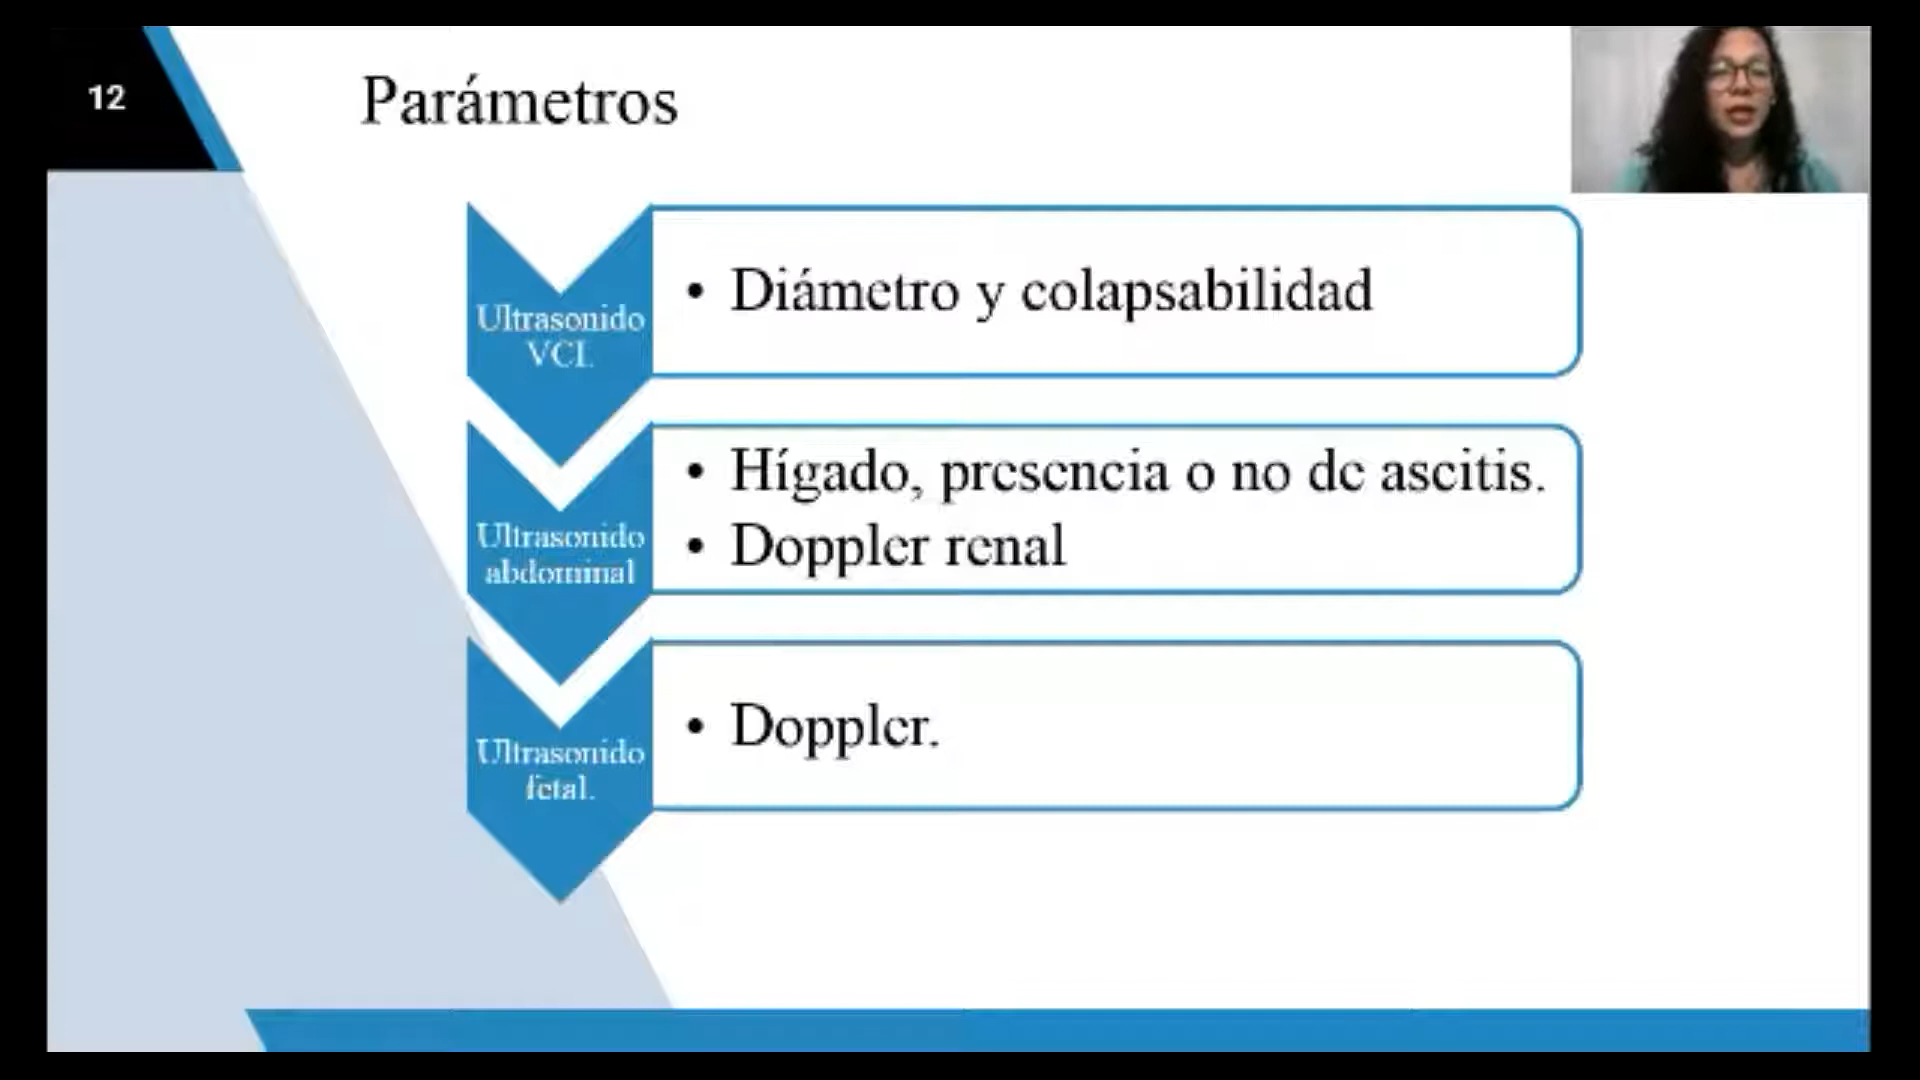 12
Parámetros
Ultrasonido
VCI.
• Diámetro y colapsabilidad
Ultrasonido
abdominal
• Hígado, presencia o no de ascitis.
• Doppler renal
Ultrasonido
fetal.
• Doppler.